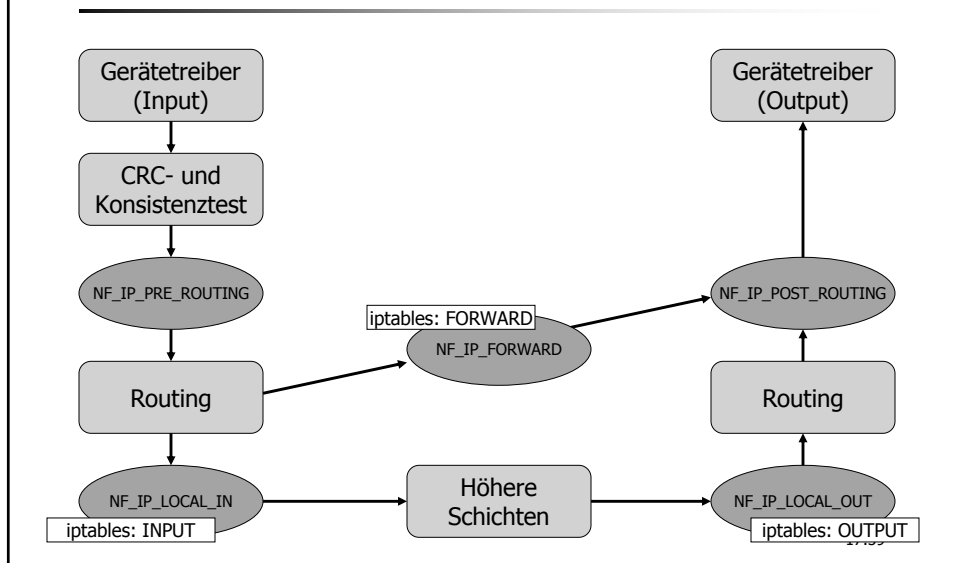 Gerätetreiber
(Input)
Gerätetreiber
(Output)
CRC- und
Konsistenztest
NF_IP_PRE_ROUTING
NF_IP_POST_ROUTING
iptables: FORWARD
NF_IP_FORWARD
Routing
Routing
NF_IP_LOCAL_IN
iptables: INPUT
Höhere
Schichten
NF_IP_LOCAL_OUT
iptables: OUTPUT